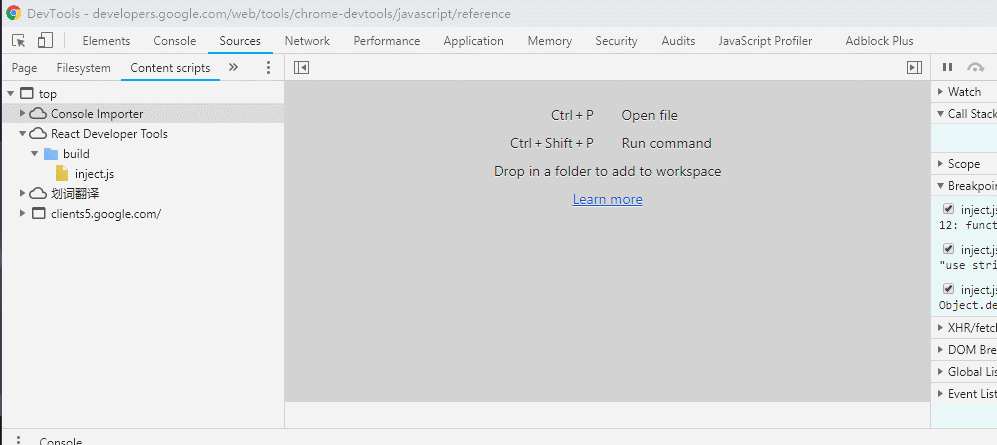 DevTools - developers.google.com/web/tools/chrome-devtools/javascript/reference
Elements Console Sources Network Performance Application Memory Security Audits JavaScript Profiler Adblock Plus
Page Filesystem Content scripts »
top
Console Importer
React Developer Tools
build
inject.js
划词翻译
clients5.google.com/
Ctrl + P Open file
Ctrl + Shift + P Run command
Drop in a folder to add to workspace
Learn more
Watch
Call Stack
Scope
Breakpoin
inject.js
12: funct
inject.js
"use stri
inject.js
Object.de
XHR/fetc
DOM Bre
Global Lis
Event List
Console